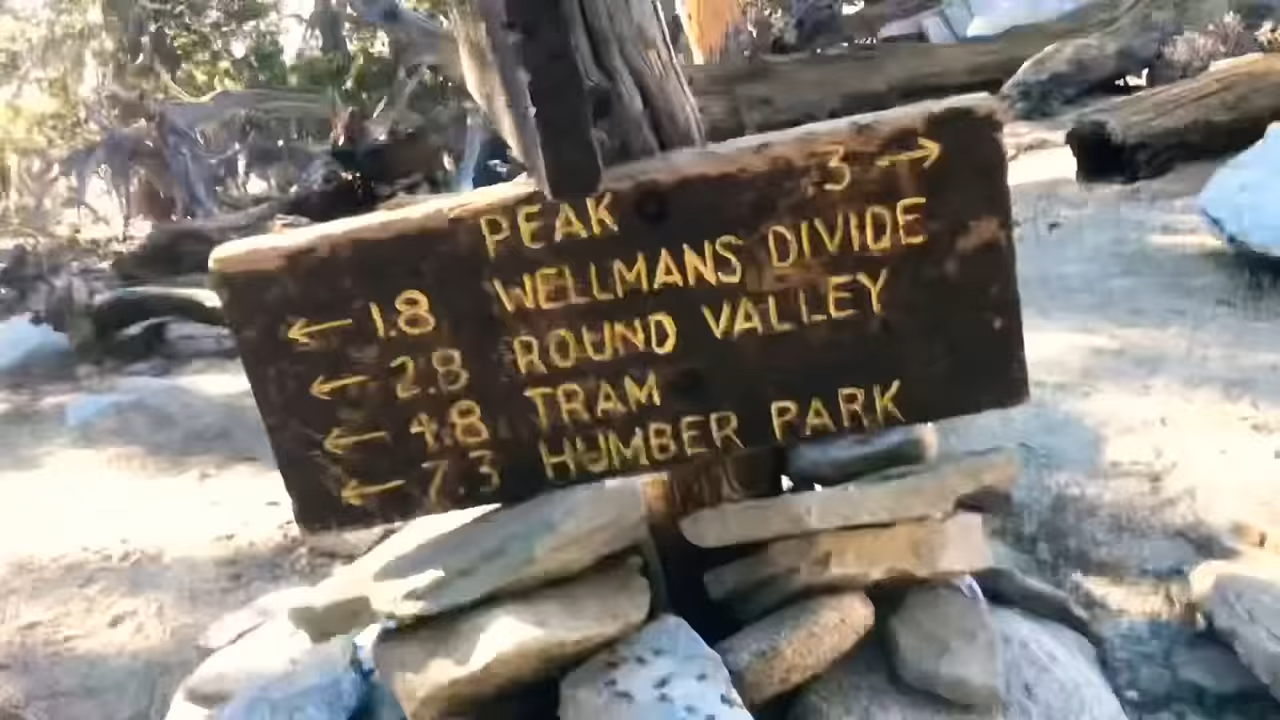 PEAK .3 →
← 1.8 WELLMANS DIVIDE
← 2.8 ROUND VALLEY
← 4.8 TRAM
← 7.3 HUMBER PARK